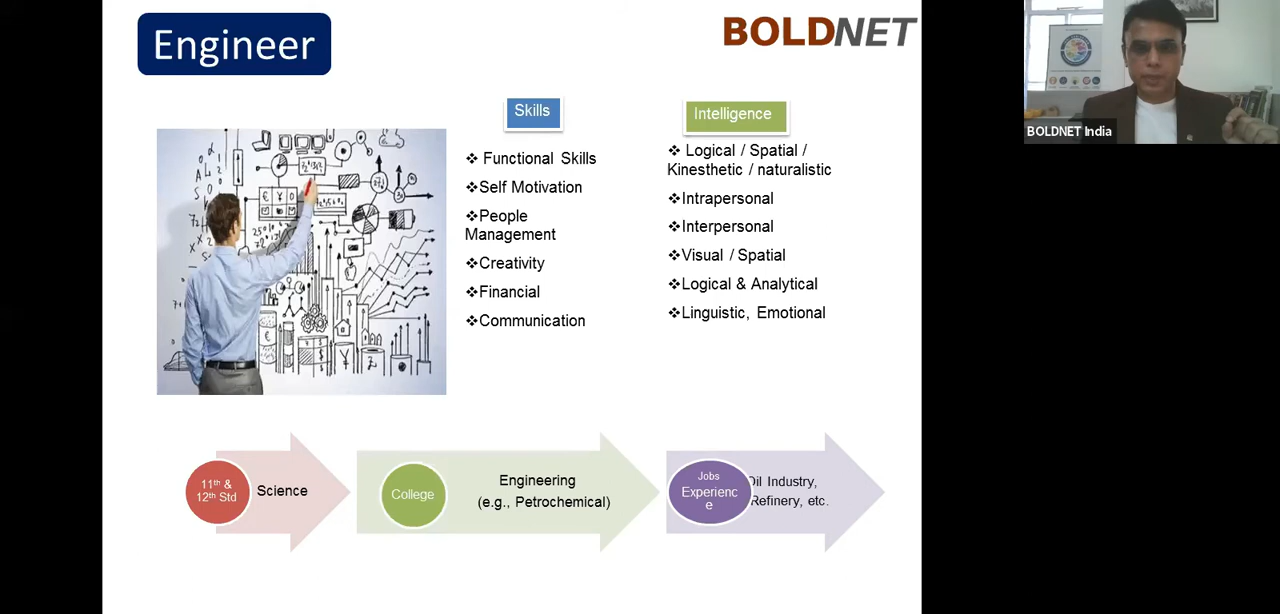 Engineer
BOLDNET
Skills
❖ Functional Skills
❖Self Motivation
❖People
Management
❖Creativity
❖Financial
❖Communication
Intelligence
❖ Logical / Spatial /
Kinesthetic / naturalistic
❖Intrapersonal
❖Interpersonal
❖Visual / Spatial
❖Logical & Analytical
❖Linguistic, Emotional
11th &
12th Std
Science
College
Engineering
(e.g., Petrochemical)
Jobs
Experienc
e
Oil Industry,
Refinery, etc.
BOLDNET India